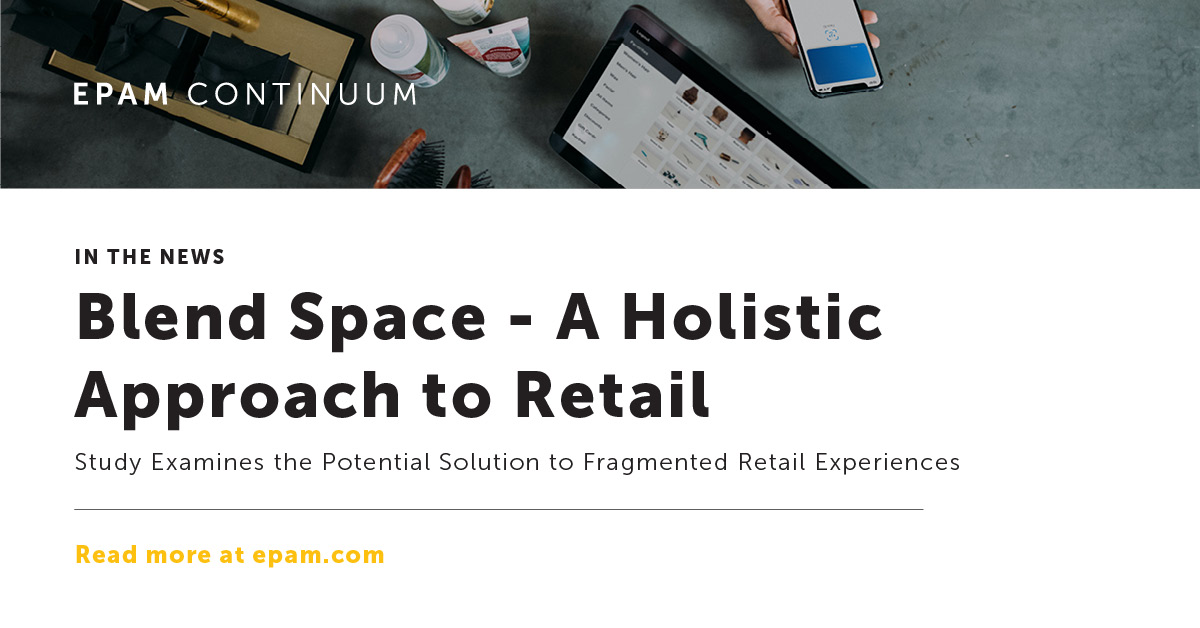 EPAM CONTINUUM
IN THE NEWS
Blend Space - A Holistic
Approach to Retail
Study Examines the Potential Solution to Fragmented Retail Experiences
Read more at epam.com